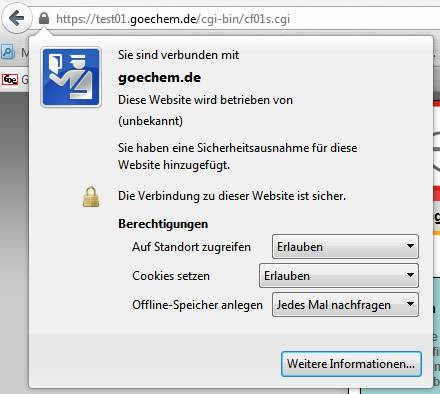 https://test01.goechem.de/cgi-bin/cf01s.cgi
Sie sind verbunden mit
goechem.de
Diese Website wird betrieben von
(unbekannt)
Sie haben eine Sicherheitsausnahme für diese
Website hinzugefügt.
Die Verbindung zu dieser Website ist sicher.
Berechtigungen
Auf Standort zugreifen Erlauben
Cookies setzen Erlauben
Offline-Speicher anlegen Jedes Mal nachfragen
Weitere Informationen...